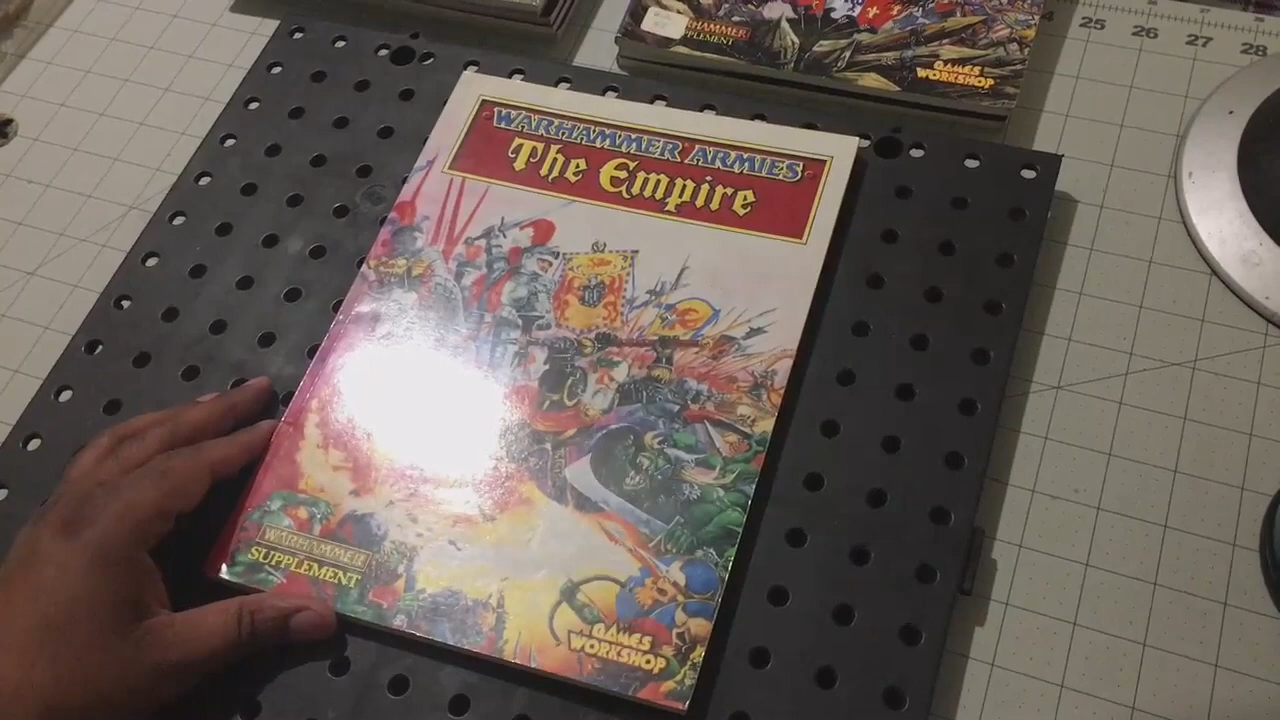 25 26 27 28
WARHAMMER
SUPPLEMENT
GAMES
WORKSHOP
WARHAMMER ARMIES
The Empire
WARHAMMER
SUPPLEMENT
GAMES
WORKSHOP